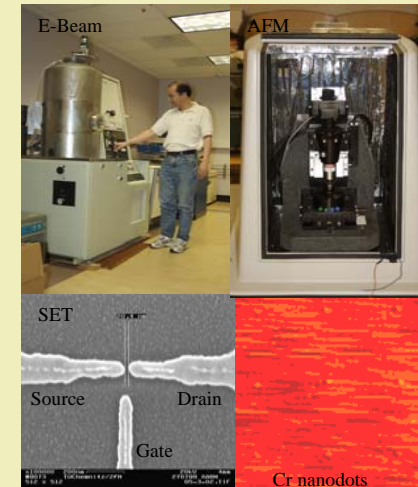 E-Beam
AFM
SET
Source
Drain
Gate
Cr nanodots